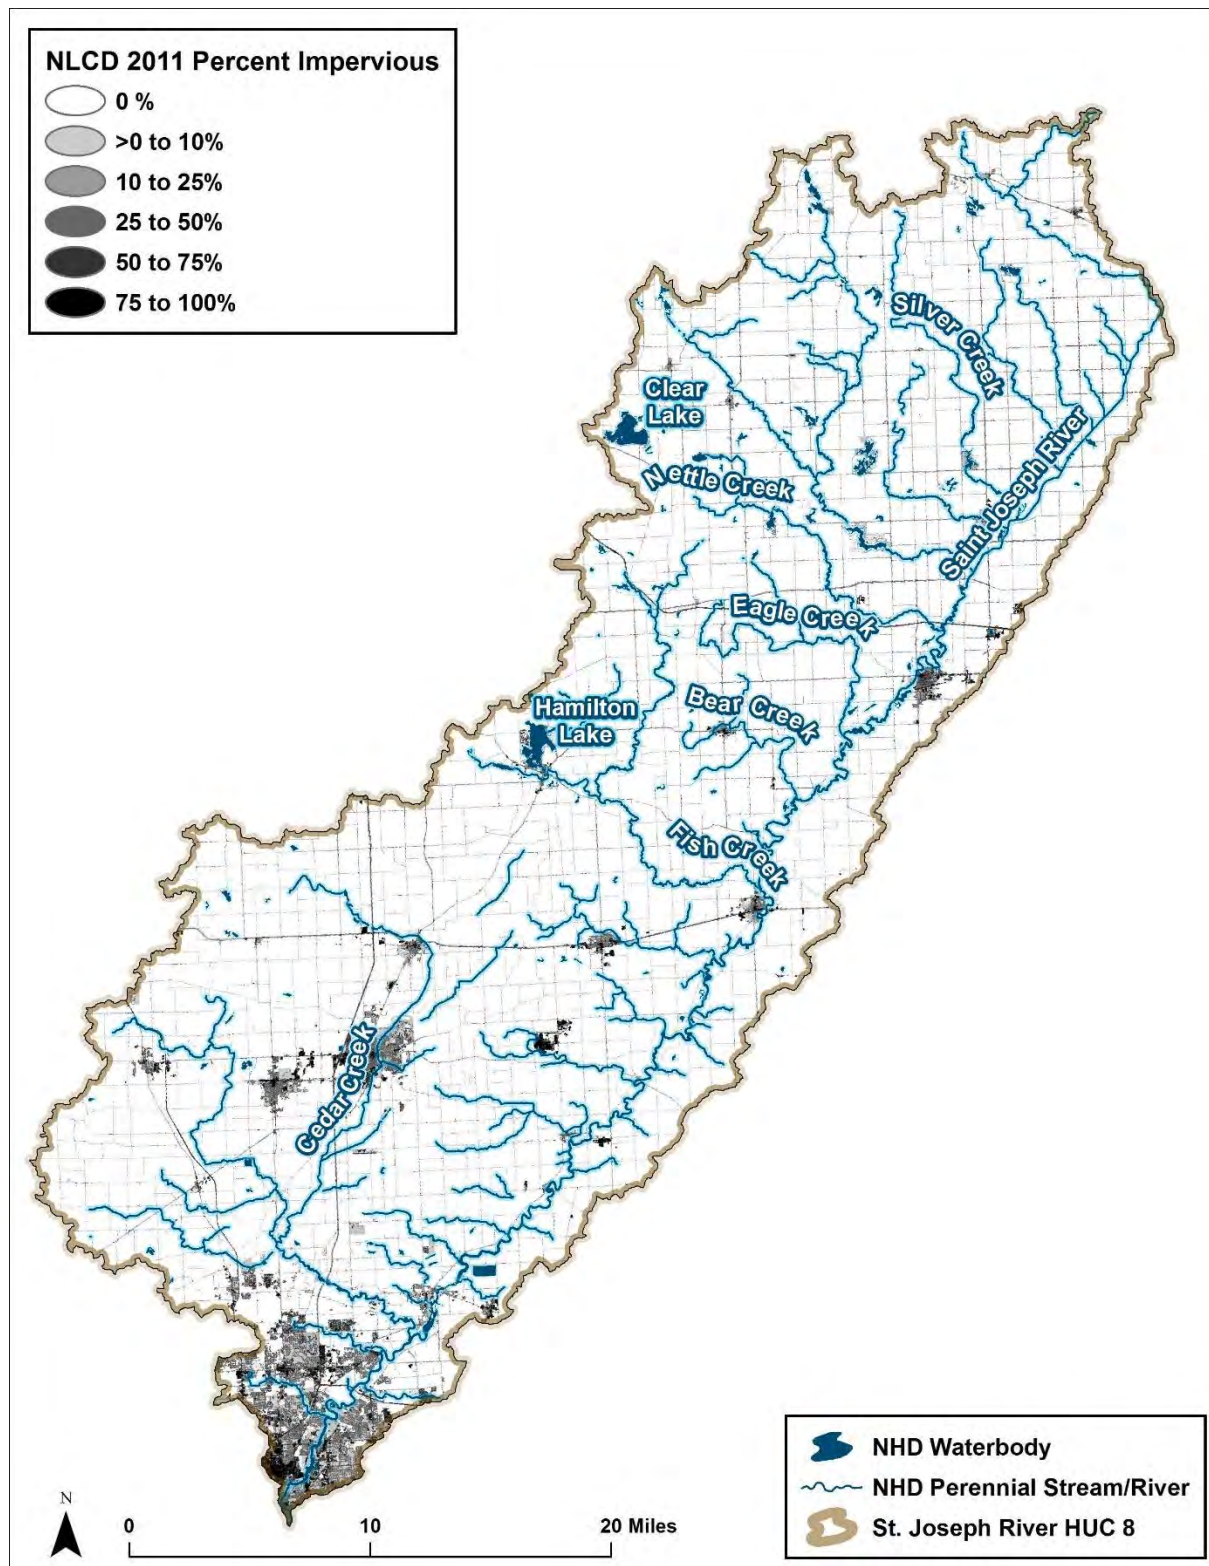 NLCD 2011 Percent Impervious
0 %
>0 to 10%
10 to 25%
25 to 50%
50 to 75%
75 to 100%
Silver Creek
Clear
Lake
Nettle Creek
Saint Joseph River
Eagle Creek
Bear Creek
Hamilton
Lake
Fish Creek
Cedar Creek
NHD Waterbody
NHD Perennial Stream/River
St. Joseph River HUC 8
N
0 10 20 Miles